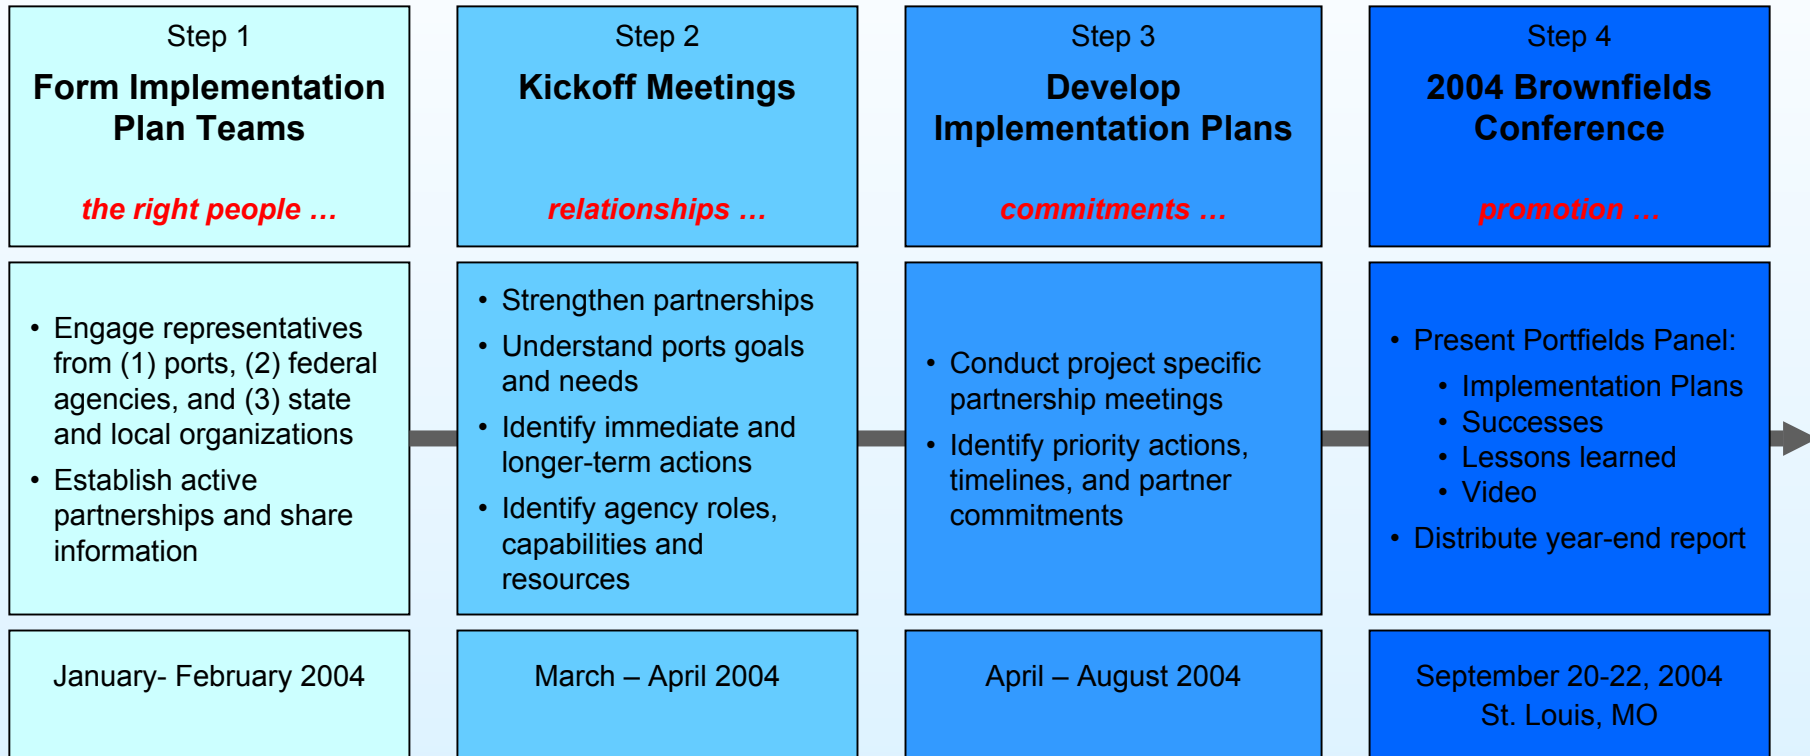 Step 1
Form Implementation
Plan Teams
the right people …
• Engage representatives
from (1) ports, (2) federal
agencies, and (3) state
and local organizations
• Establish active
partnerships and share
information
January- February 2004
Step 2
Kickoff Meetings
relationships …
• Strengthen partnerships
• Understand ports goals
and needs
• Identify immediate and
longer-term actions
• Identify agency roles,
capabilities and
resources
March – April 2004
Step 3
Develop
Implementation Plans
commitments …
• Conduct project specific
partnership meetings
• Identify priority actions,
timelines, and partner
commitments
April – August 2004
Step 4
2004 Brownfields
Conference
promotion …
• Present Portfields Panel:
• Implementation Plans
• Successes
• Lessons learned
• Video
• Distribute year-end report
September 20-22, 2004
St. Louis, MO